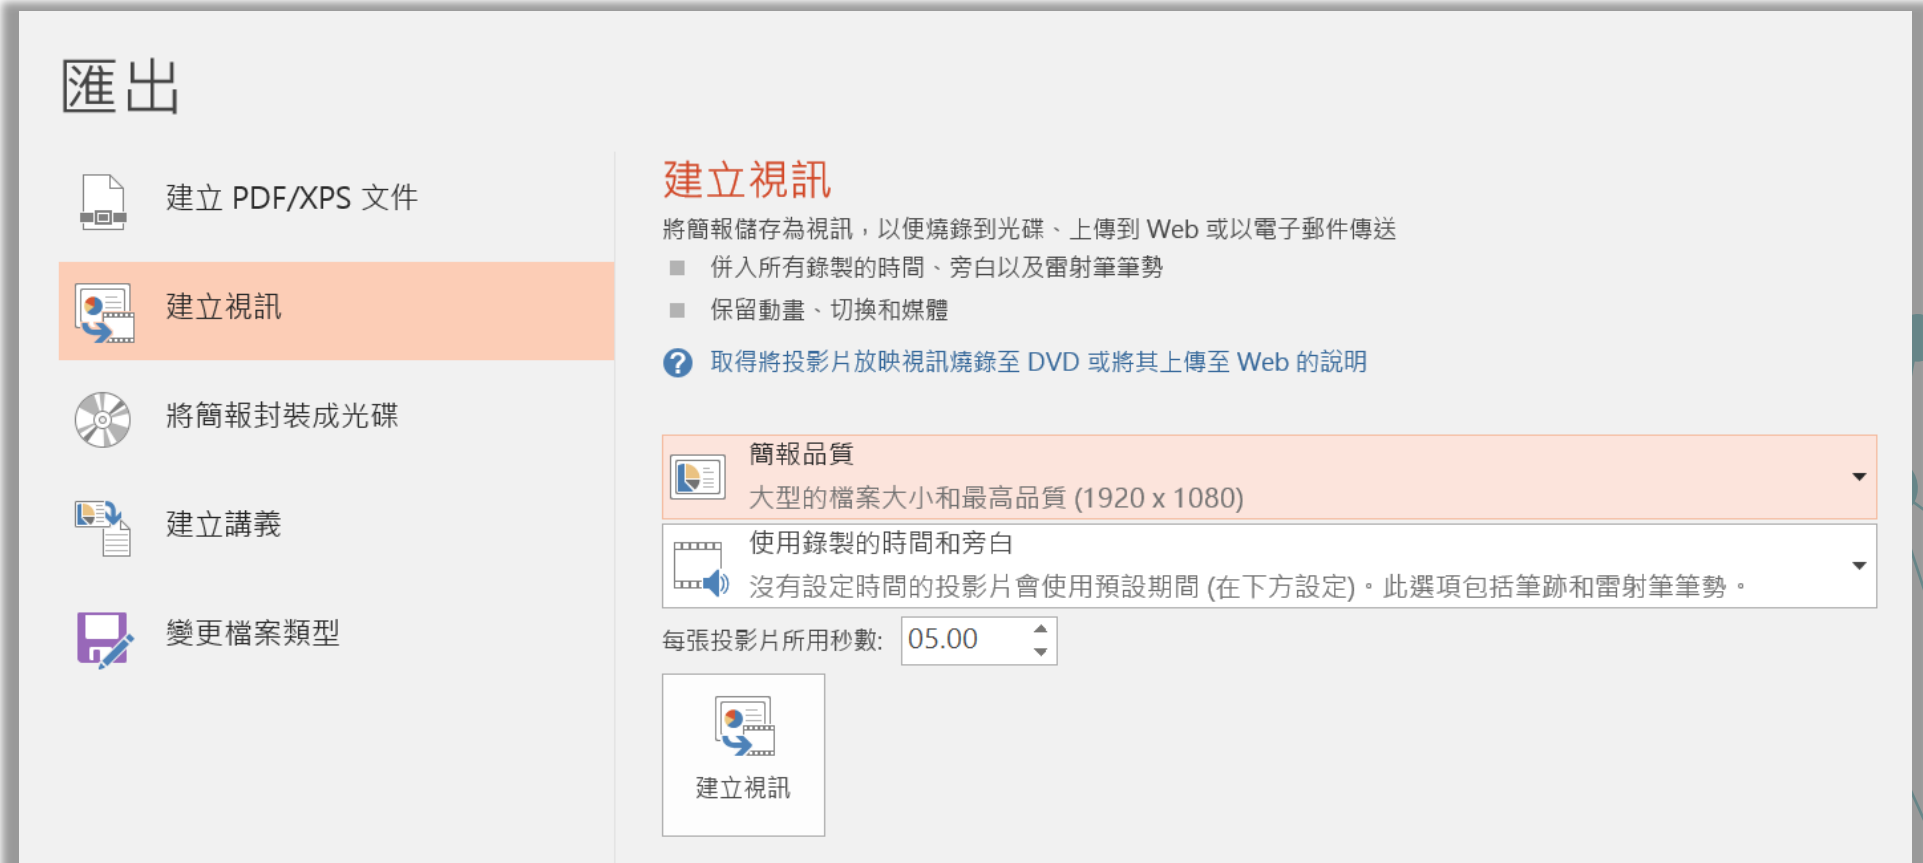 匯出
建立 PDF/XPS 文件
建立視訊
將簡報封裝成光碟
建立講義
變更檔案類型
建立視訊
將簡報儲存為視訊，以便燒錄到光碟、上傳到 Web 或以電子郵件傳送
併入所有錄製的時間、旁白以及雷射筆筆勢
保留動畫、切換和媒體
取得將投影片放映視訊燒錄至 DVD 或將其上傳至 Web 的說明
簡報品質
大型的檔案大小和最高品質 (1920 x 1080)
使用錄製的時間和旁白
沒有設定時間的投影片會使用預設期間 (在下方設定)。此選項包括筆跡和雷射筆筆勢。
每張投影片所用秒數: 05.00
建立視訊